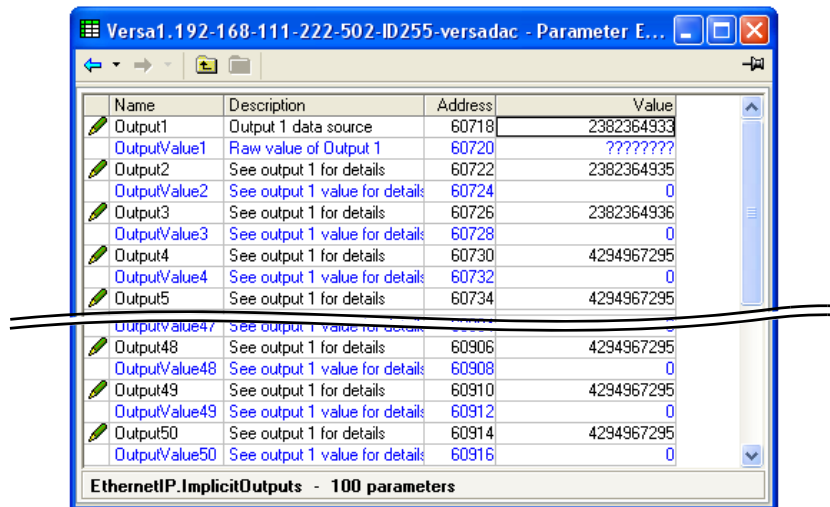 Versa1.192-168-111-222-502-ID255-versadac - Parameter E...
Name Description Address Value
Output1 Output 1 data source 60718 2382364933
OutputValue1 Raw value of Output 1 60720 ????????
Output2 See output 1 for details 60722 2382364935
OutputValue2 See output 1 value for details 60724 0
Output3 See output 1 for details 60726 2382364936
OutputValue3 See output 1 value for details 60728 0
Output4 See output 1 for details 60730 4294967295
OutputValue4 See output 1 value for details 60732 0
Output5 See output 1 for details 60734 4294967295
OutputValue47 See output 1 value for details
Output48 See output 1 for details 60906 4294967295
OutputValue48 See output 1 value for details 60908 0
Output49 See output 1 for details 60910 4294967295
OutputValue49 See output 1 value for details 60912 0
Output50 See output 1 for details 60914 4294967295
OutputValue50 See output 1 value for details 60916 0
EthernetIP.ImplicitOutputs - 100 parameters